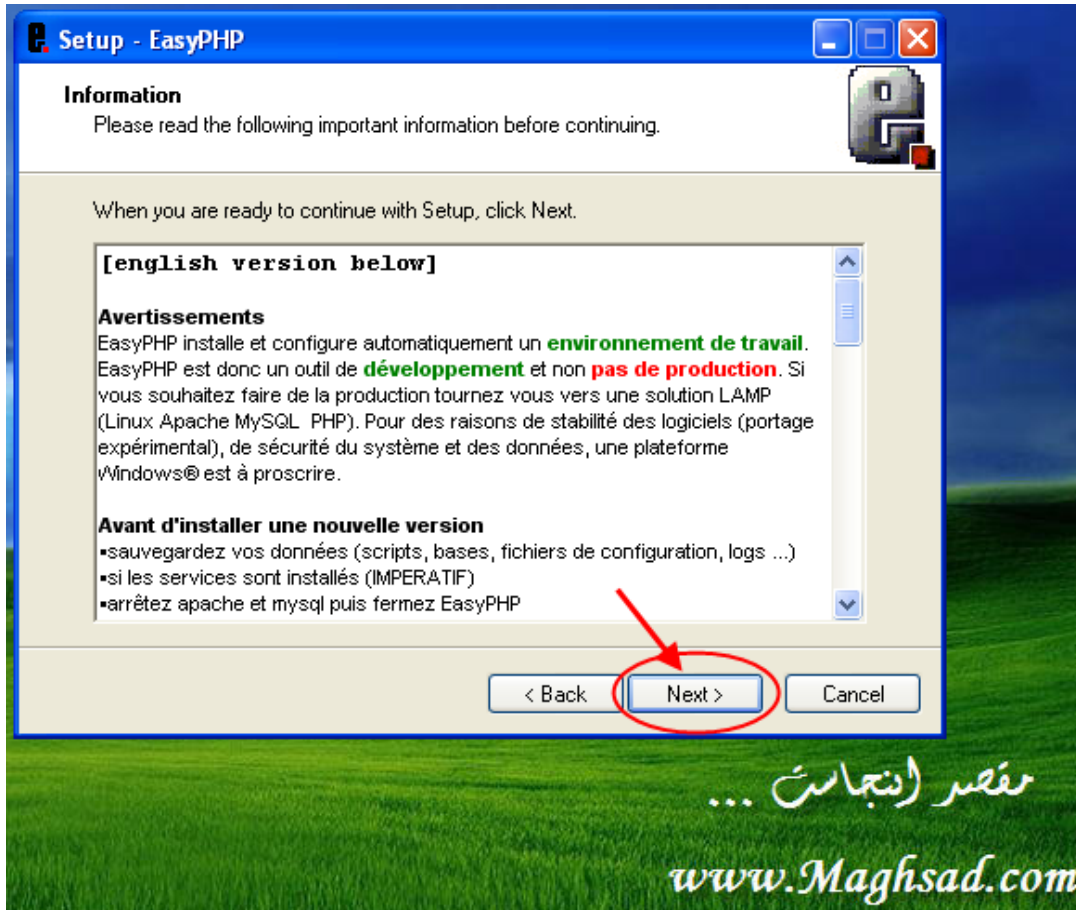 Setup - EasyPHP
Information
Please read the following important information before continuing.
When you are ready to continue with Setup, click Next.
[english version below]
Avertissements
EasyPHP installe et configure automatiquement un environnement de travail.
EasyPHP est donc un outil de développement et non pas de production. Si
vous souhaitez faire de la production tournez vous vers une solution LAMP
(Linux Apache MySQL PHP). Pour des raisons de stabilité des logiciels (portage
expérimental), de sécurité du système et des données, une plateforme
Windows® est à proscrire.
Avant d'installer une nouvelle version
▪sauvegardez vos données (scripts, bases, fichiers de configuration, logs ...)
▪si les services sont installés (IMPERATIF)
▪arrêtez apache et mysql puis fermez EasyPHP
< Back
Next >
Cancel
مقصد اینجاست ...
www.Maghsad.com